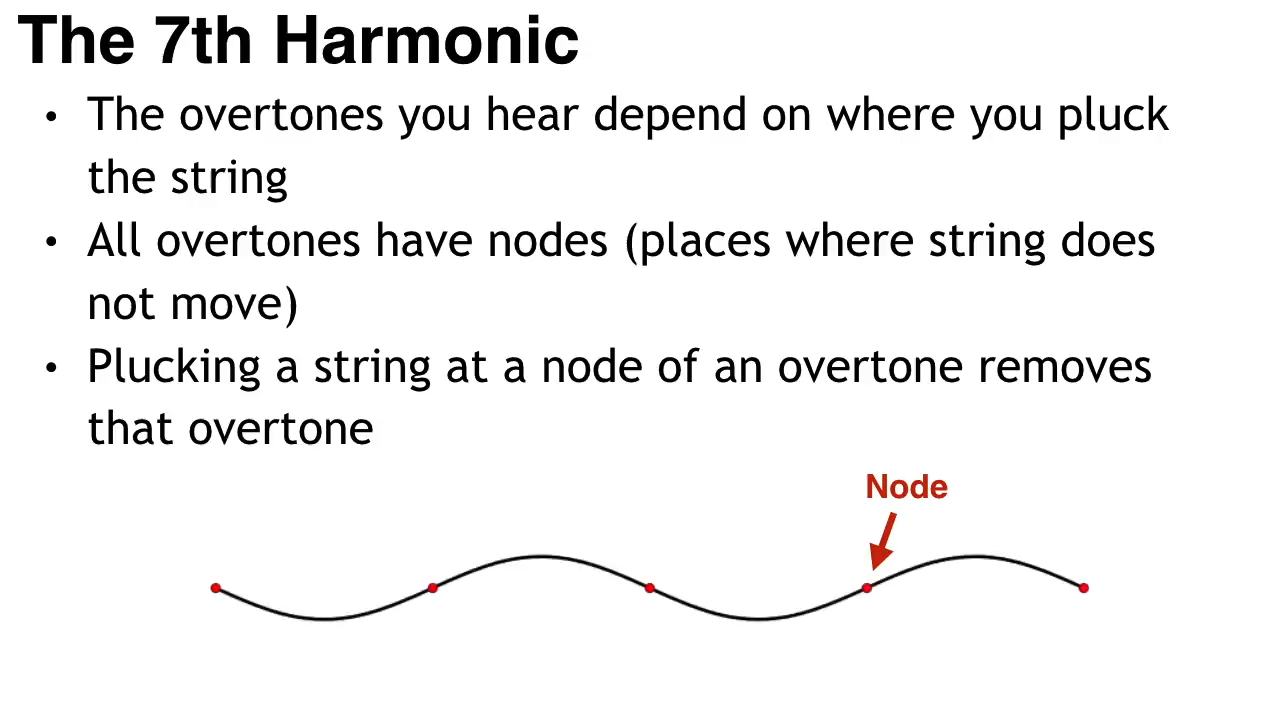 The 7th Harmonic
• The overtones you hear depend on where you pluck
the string
• All overtones have nodes (places where string does
not move)
• Plucking a string at a node of an overtone removes
that overtone
Node